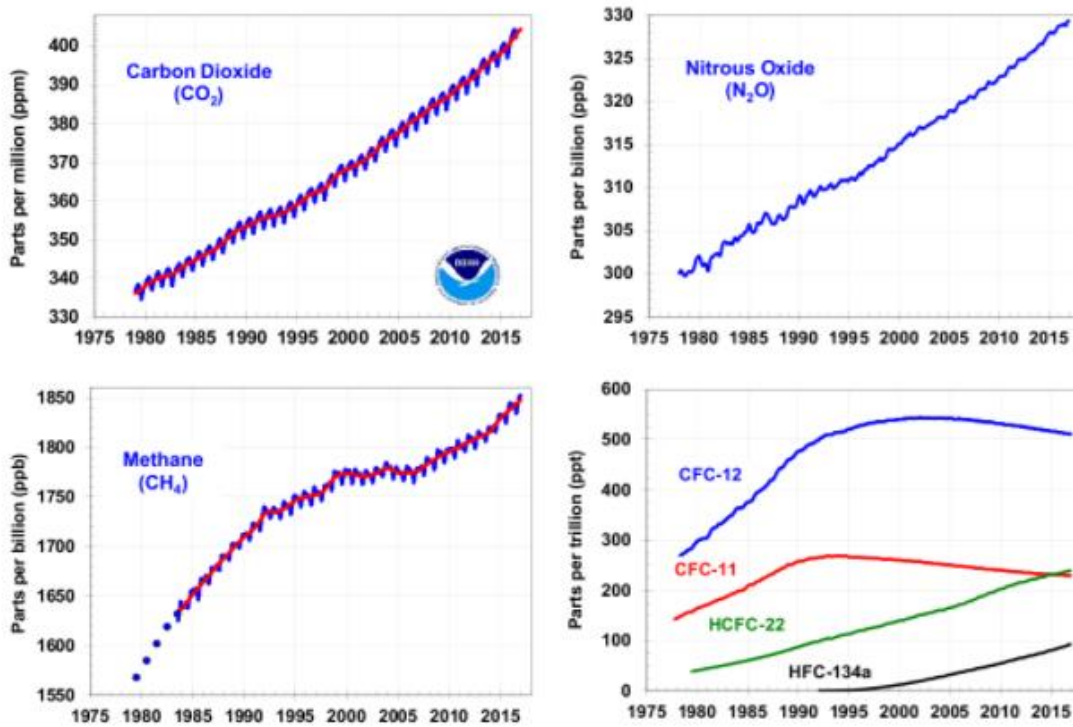 Parts per million (ppm)
400
390
380
370
360
350
340
330
Carbon Dioxide
(CO₂)
NOAA
1975 1980 1985 1990 1995 2000 2005 2010 2015
Parts per billion (ppb)
330
325
320
315
310
305
300
295
Nitrous Oxide
(N₂O)
1975 1980 1985 1990 1995 2000 2005 2010 2015
Parts per billion (ppb)
1850
1800
1750
1700
1650
1600
1550
Methane
(CH₄)
1975 1980 1985 1990 1995 2000 2005 2010 2015
Parts per trillion (ppt)
600
500
400
300
200
100
0
CFC-12
CFC-11
HCFC-22
HFC-134a
1975 1980 1985 1990 1995 2000 2005 2010 2015